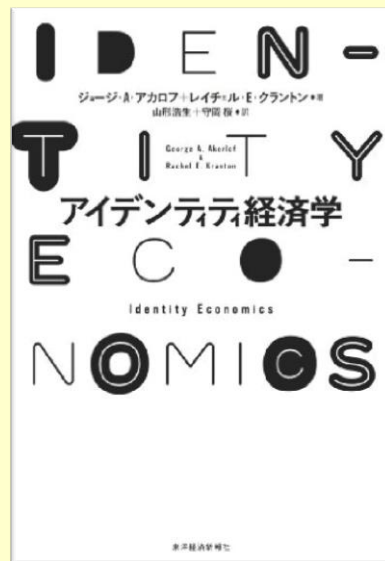 IDEN-
ジョージ・A・アカロフ+レイチェル・E・クラントン・著
山形浩生+守岡桜・訳
TITY
George A. Akerlof
&
Rachel E. Kranton
アイデンティティ経済学
ECO-
Identity Economics
NOMICS
東洋経済新報社